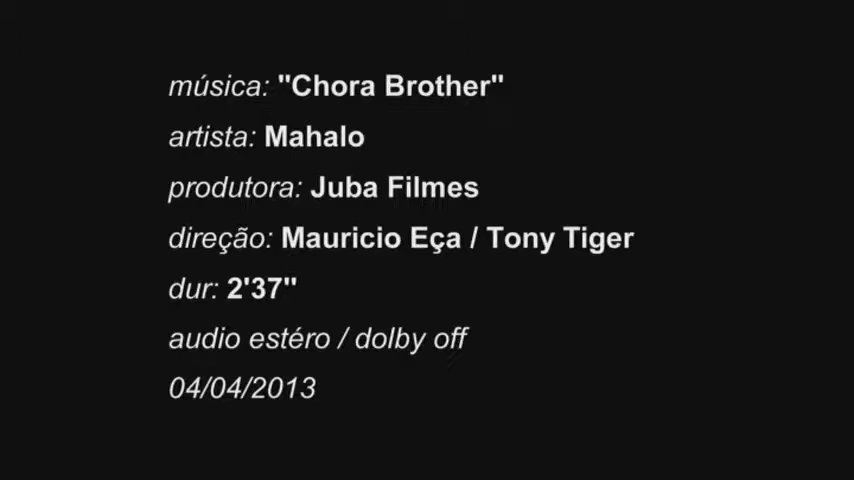 música: "Chora Brother"
artista: Mahalo
produtora: Juba Filmes
direção: Mauricio Eça / Tony Tiger
dur: 2'37"
audio estéro / dolby off
04/04/2013